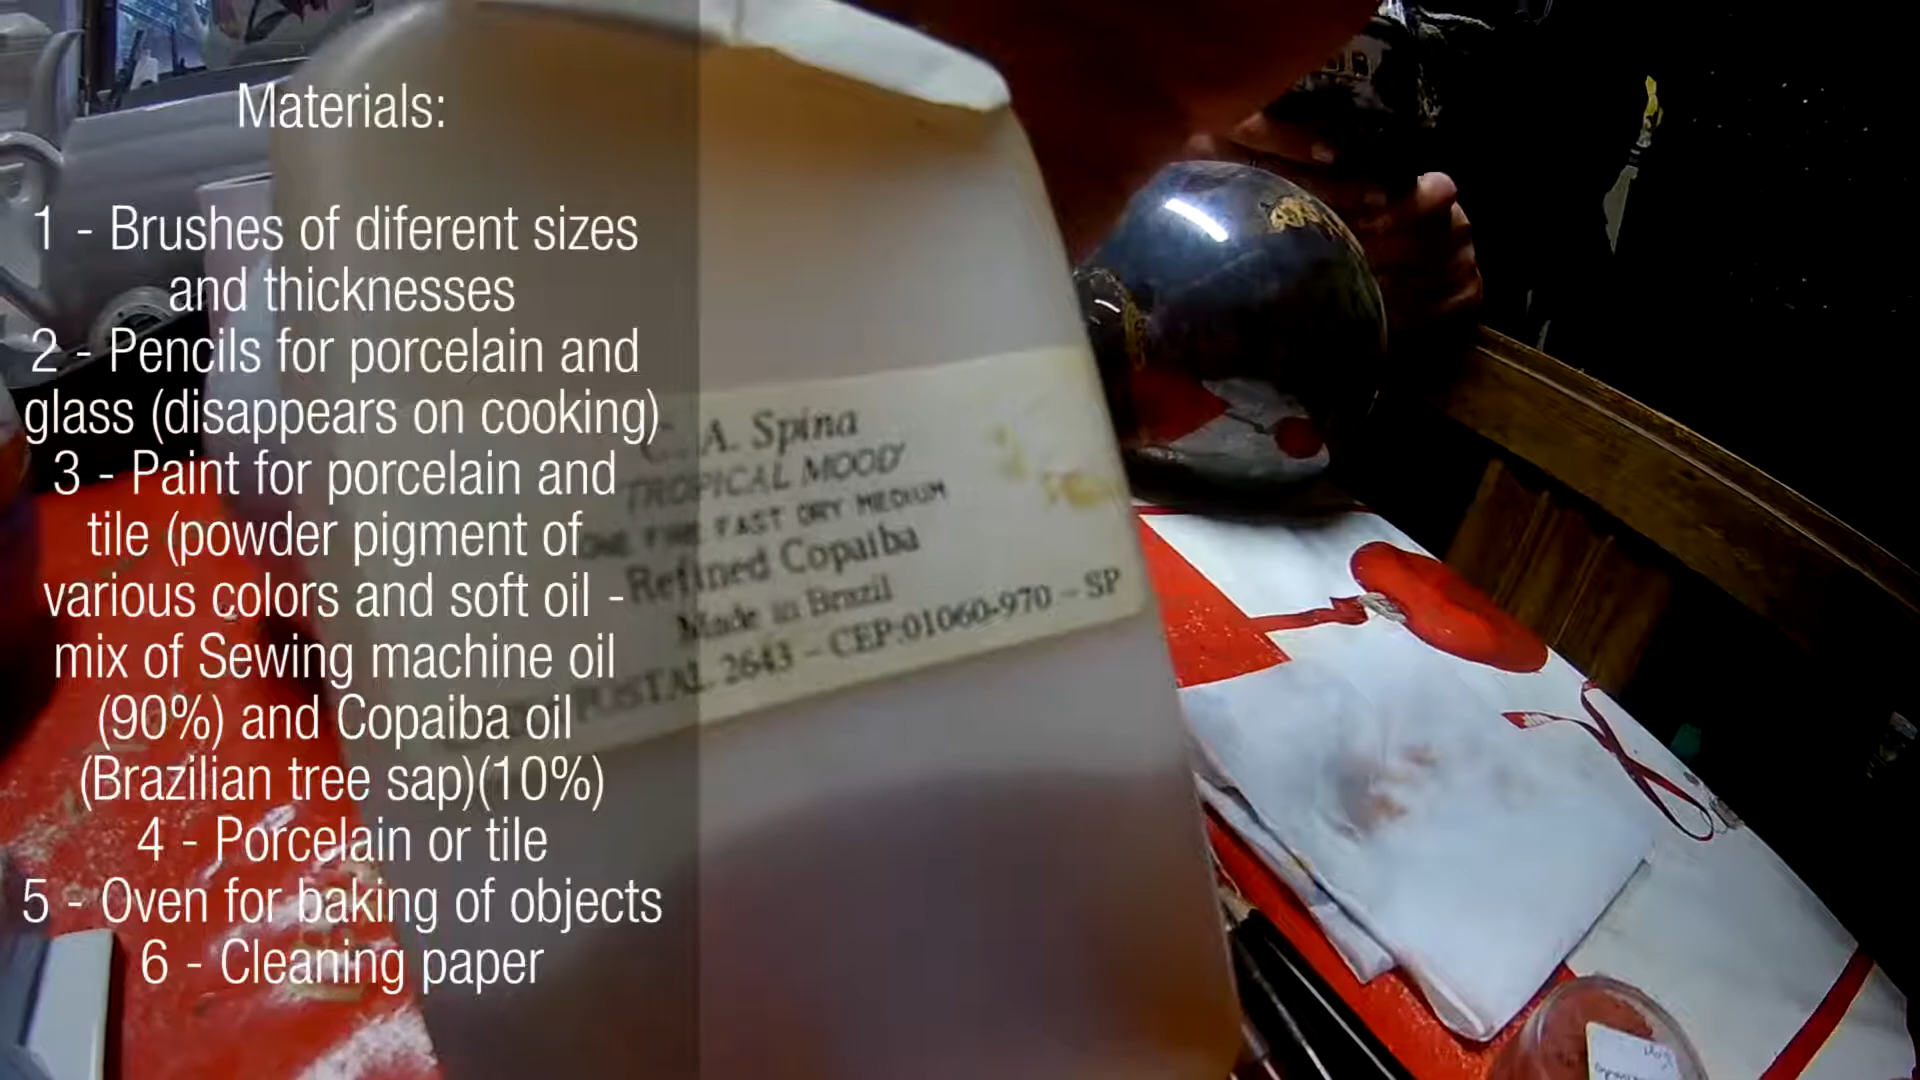 Materials:
1 - Brushes of diferent sizes
and thicknesses
2 - Pencils for porcelain and
glass (disappears on cooking)
3 - Paint for porcelain and
tile (powder pigment of
various colors and soft oil -
mix of Sewing machine oil
(90%) and Copaiba oil
(Brazilian tree sap)(10%)
4 - Porcelain or tile
5 - Oven for baking of objects
6 - Cleaning paper
A. Spina
TROPICAL MOOD
FAST DRY MEDIUM
Refined Copaiba
Made in Brazil
POSTAL 2643 - CEP:01060-970 - SP